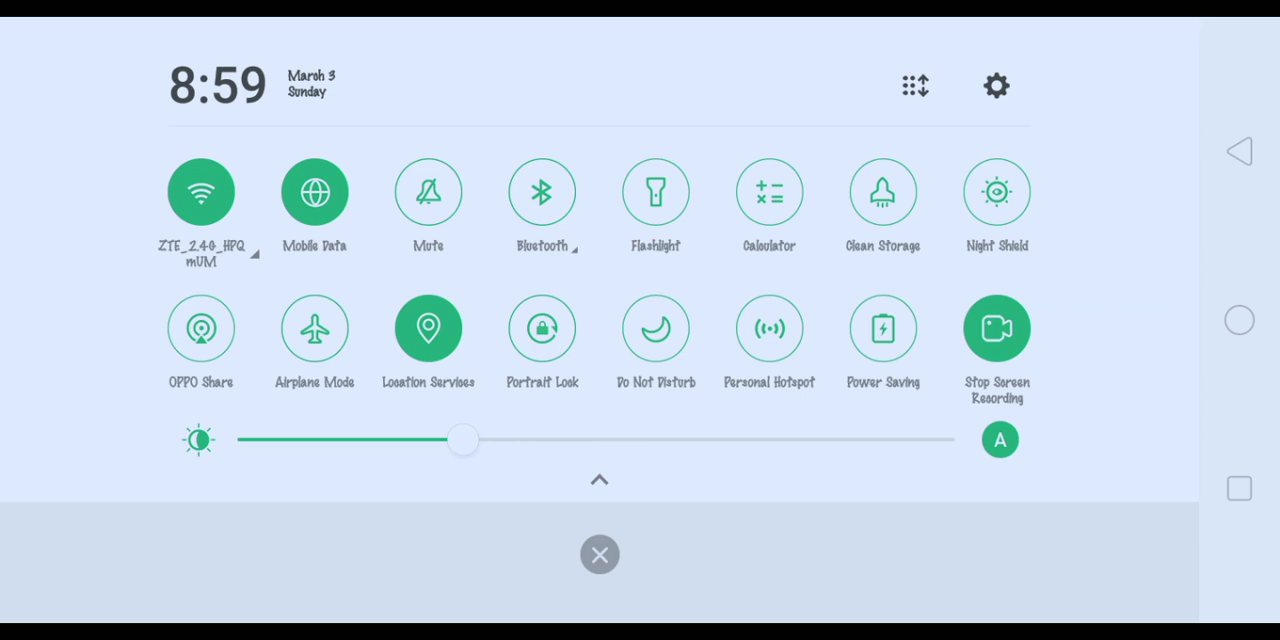 8:59
March 3
Sunday
ZTE_2.4G_HPQ
mUM
Mobile Data
Mute
Bluetooth
Flashlight
Calculator
Clean Storage
Night Shield
OPPO Share
Airplane Mode
Location Services
Portrait Lock
Do Not Disturb
Personal Hotspot
Power Saving
Stop Screen
Recording
A